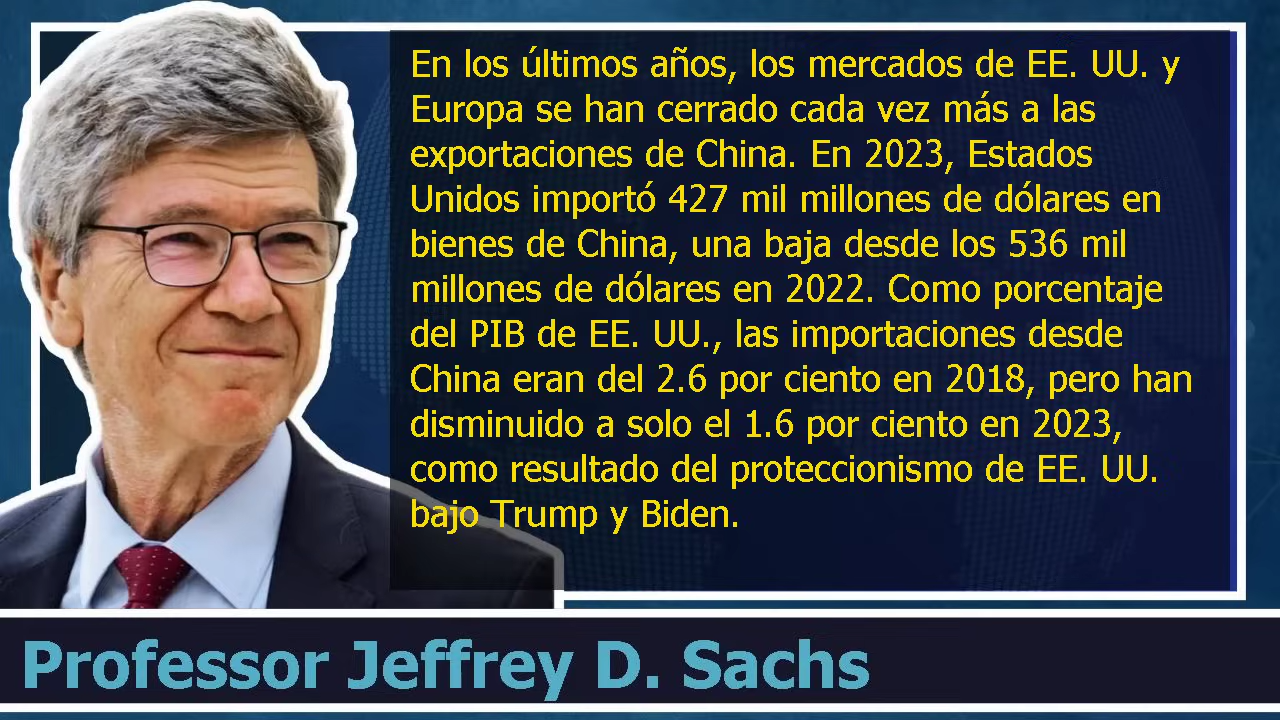 En los últimos años, los mercados de EE. UU. y
Europa se han cerrado cada vez más a las
exportaciones de China. En 2023, Estados
Unidos importó 427 mil millones de dólares en
bienes de China, una baja desde los 536 mil
millones de dólares en 2022. Como porcentaje
del PIB de EE. UU., las importaciones desde
China eran del 2.6 por ciento en 2018, pero han
disminuido a solo el 1.6 por ciento en 2023,
como resultado del proteccionismo de EE. UU.
bajo Trump y Biden.
Professor Jeffrey D. Sachs